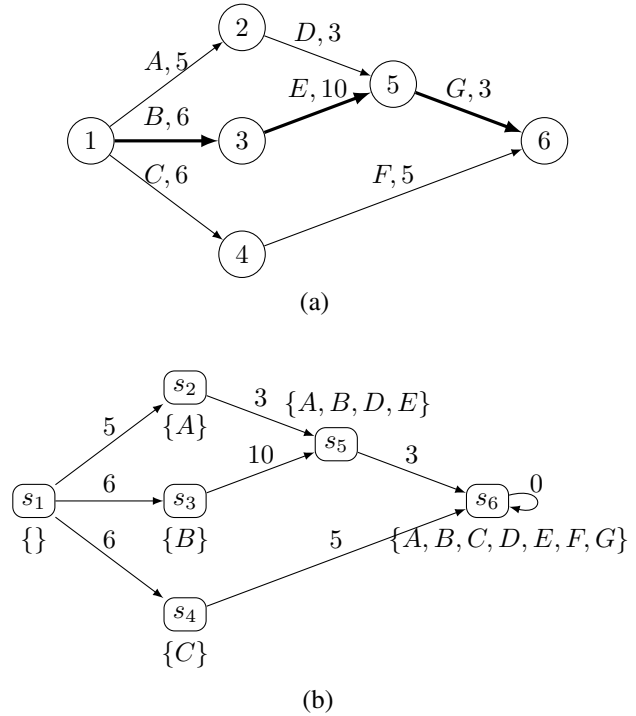 2
A, 5
D, 3
5
E, 10
G, 3
B, 6
1
3
6
C, 6
F, 5
4
(a)
s₂
3
{A, B, D, E}
5
{A}
s₅
10
3
6
s₁
s₃
s₆
0
{}
6
{B}
5
{A, B, C, D, E, F, G}
s₄
{C}
(b)